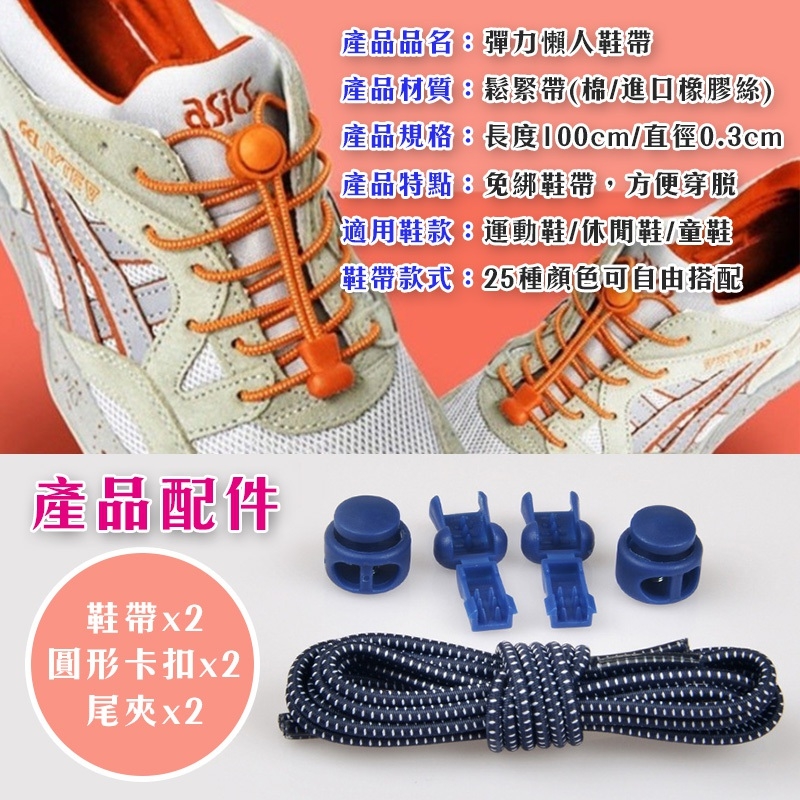 產品品名：彈力懶人鞋帶
產品材質：鬆緊帶(棉/進口橡膠絲)
產品規格：長度100cm/直徑0.3cm
產品特點：免綁鞋帶，方便穿脱
適用鞋款：運動鞋/休閒鞋/童鞋
鞋帶款式：25種顏色可自由搭配
asics
產品配件
鞋帶x2
圓形卡扣x2
尾夾x2